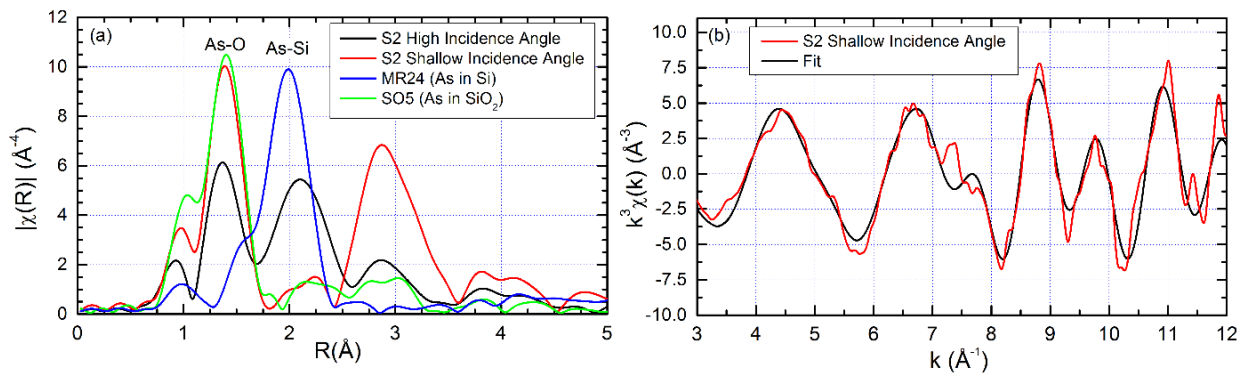 (a)
As-O
As-Si
S2 High Incidence Angle
S2 Shallow Incidence Angle
MR24 (As in Si)
SO5 (As in SiO₂)
12
10
8
6
4
2
0
|χ(R)| (Å⁻⁴)
0 1 2 3 4 5
R(Å)
(b)
S2 Shallow Incidence Angle
Fit
10.0
7.5
5.0
2.5
0.0
-2.5
-5.0
-7.5
-10.0
k³χ(k) (Å⁻³)
3 4 5 6 7 8 9 10 11 12
k (Å⁻¹)